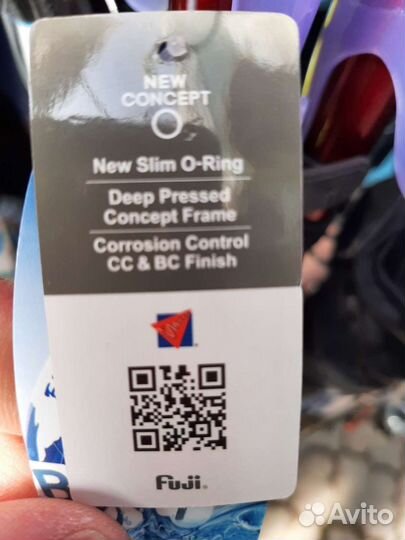 NEW
CONCEPT
O
New Slim O-Ring
Deep Pressed
Concept Frame
Corrosion Control
CC & BC Finish
Fuji®
B
Avito